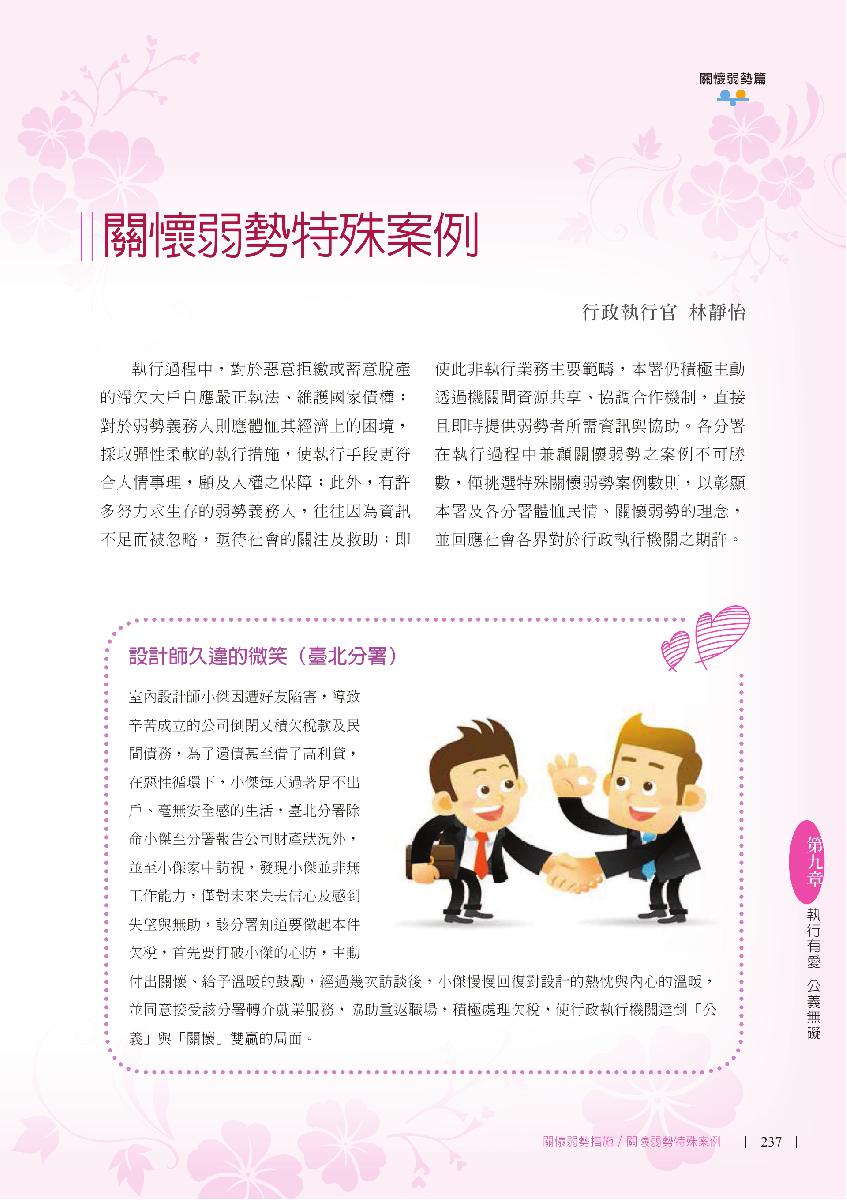 關懷弱勢篇
關懷弱勢特殊案例
行政執行官 林靜怡
執行過程中，對於惡意拒繳或蓄意脫產
的滯欠大戶自應嚴正執法、維護國家債權；
對於弱勢義務人則應體恤其經濟上的困境，
採取彈性柔軟的執行措施，使執行手段更符
合人情事理，顧及人權之保障；此外，有許
多努力求生存的弱勢義務人，往往因為資訊
不足而被忽略，亟待社會的關注及救助；即
使此非執行業務主要範疇，本署仍積極主動
透過機關間資源共享、協調合作機制，直接
且即時提供弱勢者所需資訊與協助。各分署
在執行過程中兼顧關懷弱勢之案例不可勝
數，僅挑選特殊關懷弱勢案例數則，以彰顯
本署及各分署體恤民情、關懷弱勢的理念，
並回應社會各界對於行政執行機關之期許。
設計師久違的微笑（臺北分署）
室內設計師小傑因遭好友陷害，導致
辛苦成立的公司倒閉又積欠稅款及民
間債務，為了還債甚至借了高利貸，
在惡性循環下，小傑每天過著足不出
戶、毫無安全感的生活，臺北分署除
命小傑至分署報告公司財產狀況外，
並至小傑家中訪視，發現小傑並非無
工作能力，僅對未來失去信心及感到
失望與無助，該分署知道要徵起本件
欠稅，首先要打破小傑的心防，主動
付出關懷、給予溫暖的鼓勵，經過幾次訪談後，小傑慢慢回復對設計的熱忱與內心的溫暖，
並同意接受該分署轉介就業服務，協助重返職場，積極處理欠稅，使行政執行機關達到「公
義」與「關懷」雙贏的局面。
第九章
執行有愛 公義無礙
關懷弱勢措施 / 關懷弱勢特殊案例 | 237 |